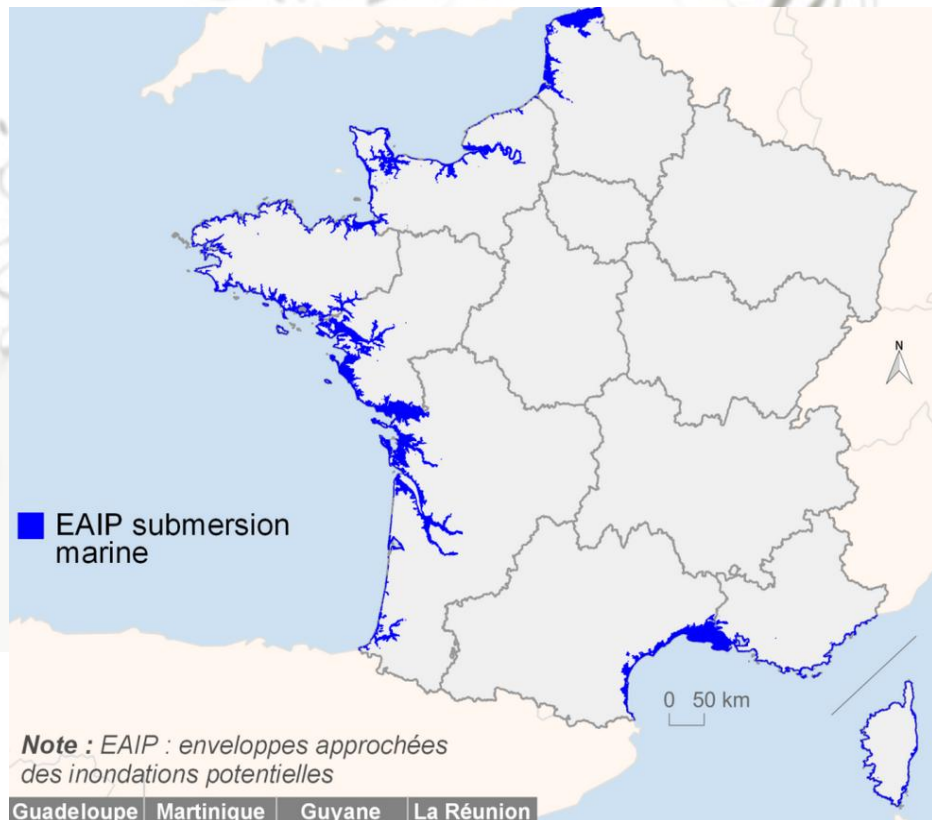 N
EAIP submersion
marine
0 50 km
Note : EAIP : enveloppes approchées
des inondations potentielles
Guadeloupe Martinique Guyane La Réunion